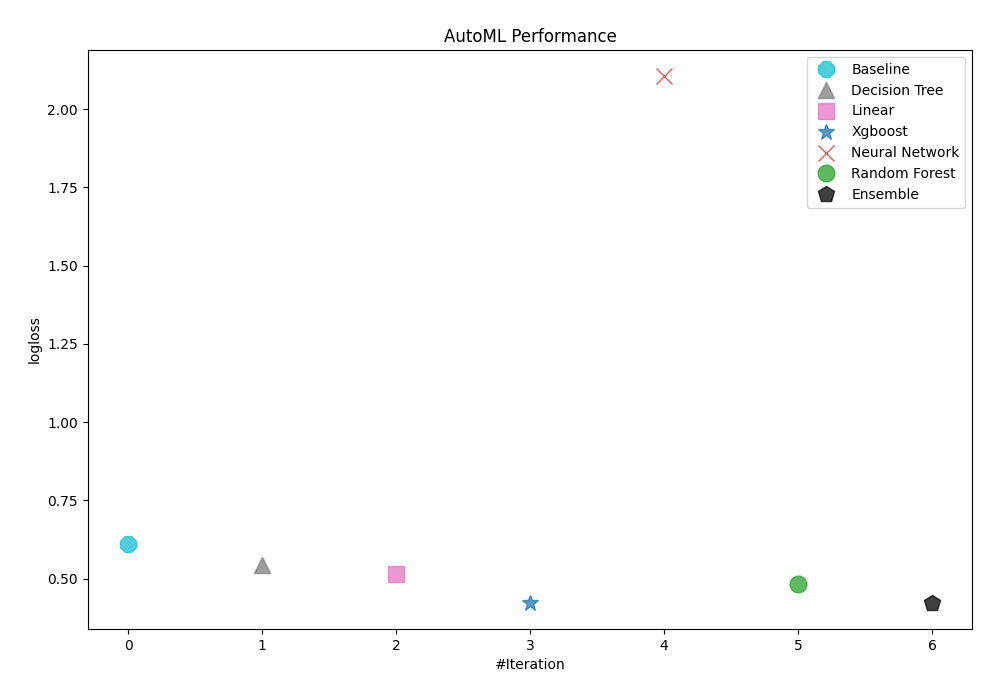 AutoML Performance
Baseline
Decision Tree
Linear
Xgboost
Neural Network
Random Forest
Ensemble
2.00
1.75
1.50
1.25
1.00
0.75
0.50
logloss
0 1 2 3 4 5 6
#Iteration